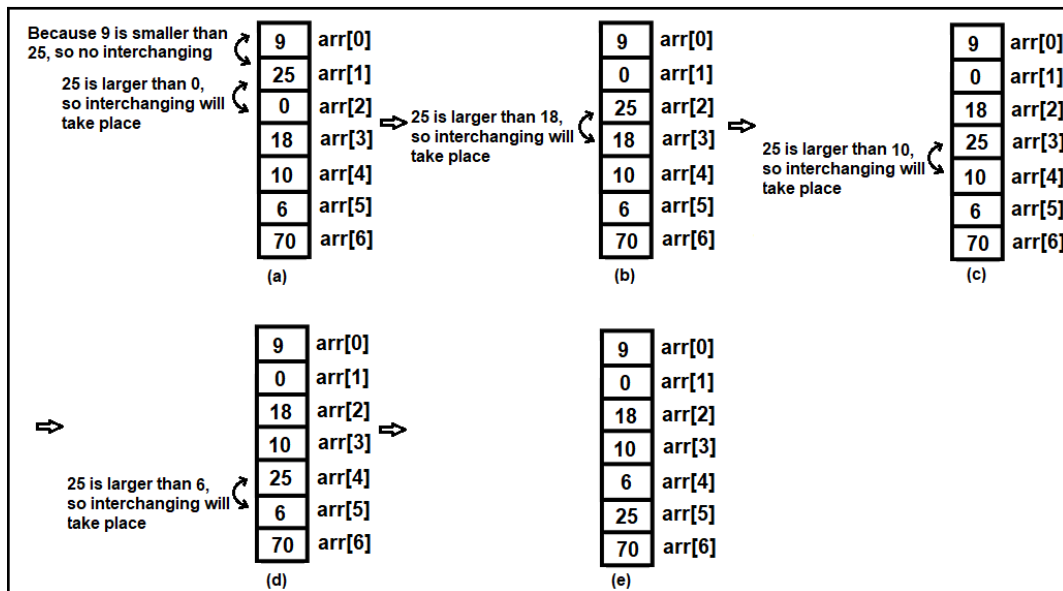 Because 9 is smaller than
25, so no interchanging
25 is larger than 0,
so interchanging will
take place
9 arr[0]
25 arr[1]
0 arr[2]
18 arr[3]
10 arr[4]
6 arr[5]
70 arr[6]
(a)
25 is larger than 18,
so interchanging will
take place
9 arr[0]
0 arr[1]
25 arr[2]
18 arr[3]
10 arr[4]
6 arr[5]
70 arr[6]
(b)
25 is larger than 10,
so interchanging will
take place
9 arr[0]
0 arr[1]
18 arr[2]
25 arr[3]
10 arr[4]
6 arr[5]
70 arr[6]
(c)
25 is larger than 6,
so interchanging will
take place
9 arr[0]
0 arr[1]
18 arr[2]
10 arr[3]
25 arr[4]
6 arr[5]
70 arr[6]
(d)
9 arr[0]
0 arr[1]
18 arr[2]
10 arr[3]
6 arr[4]
25 arr[5]
70 arr[6]
(e)